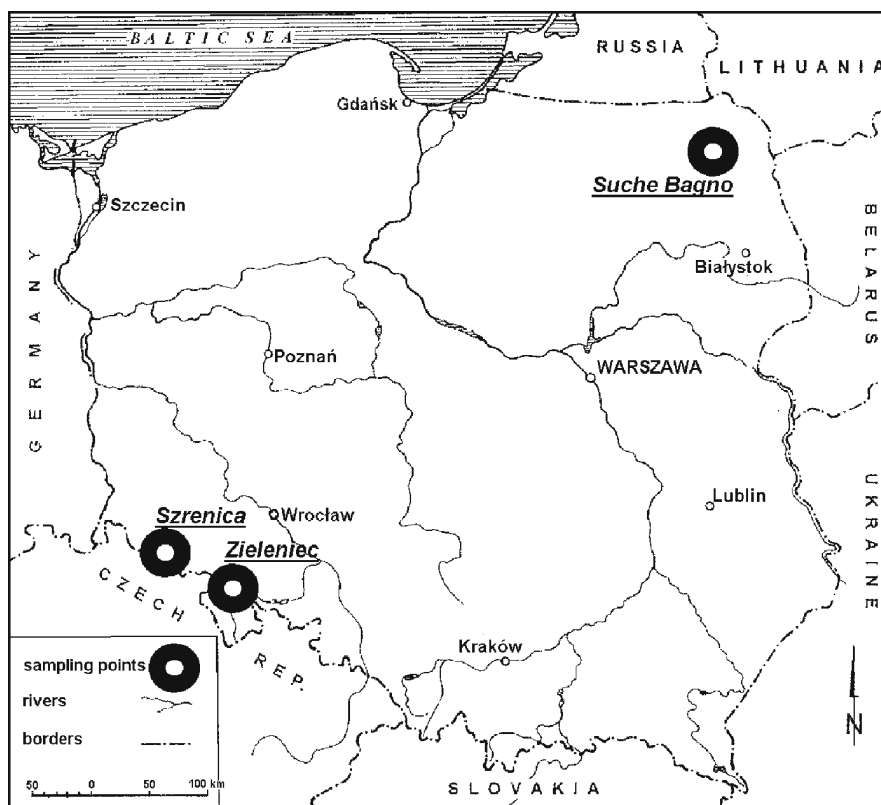 BALTIC SEA
RUSSIA
LITHUANIA
Gdańsk
Suche Bagno
Szczecin
BELARUS
Białystok
GERMANY
Poznań
WARSZAWA
Lublin
UKRAINE
Szrenica
Wrocław
Zieleniec
CZECH
REP.
Kraków
SLOVAKIA
sampling points
rivers
borders
50 0 50 100 km
N